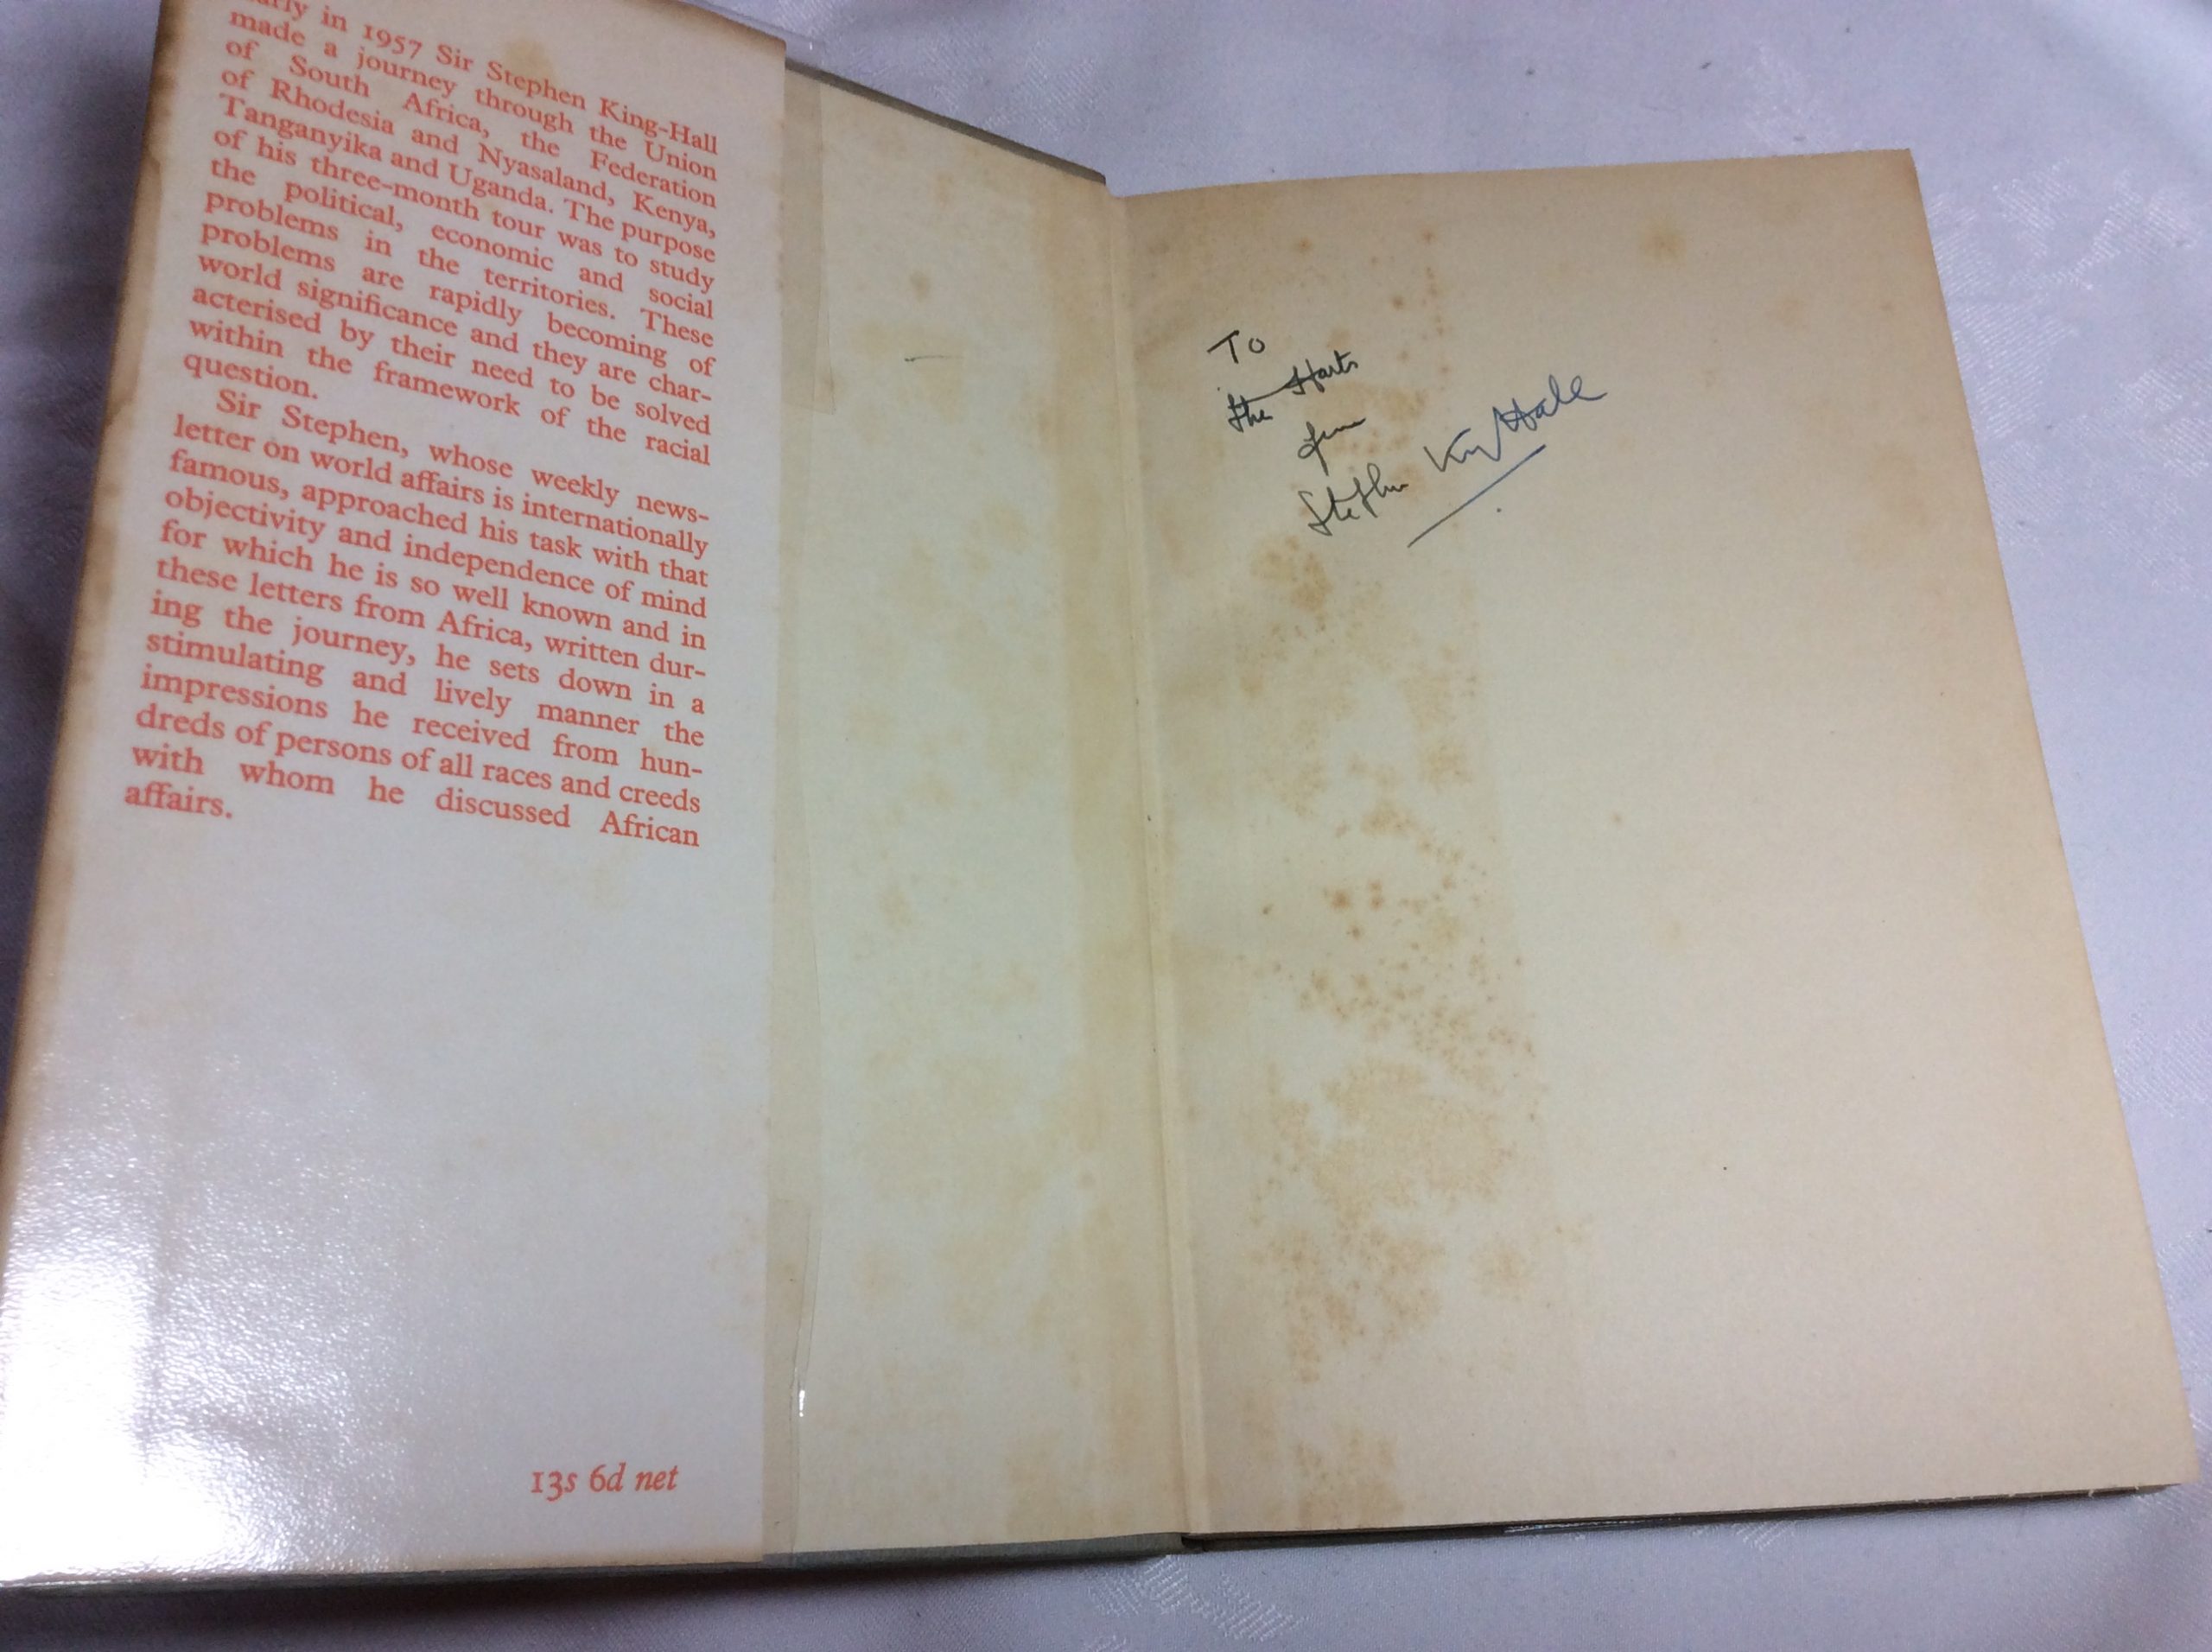 in 1957 Sir Stephen King-Hall
made a journey through the Union
of South Africa, the Federation
of Rhodesia and Nyasaland, Kenya,
Tanganyika and Uganda. The purpose
of his three-month tour was to study
the political, economic and social
problems in the territories. These
problems are rapidly becoming of
world significance and they are char-
acterised by their need to be solved
within the framework of the racial
question.
Sir Stephen, whose weekly news-
letter on world affairs is internationally
famous, approached his task with that
objectivity and independence of mind
for which he is so well known and in
these letters from Africa, written dur-
ing the journey, he sets down in a
stimulating and lively manner the
impressions he received from hun-
dreds of persons of all races and creeds
with whom he discussed African
affairs.
13s 6d net
To
the Harts
from
Stephen King-Hall